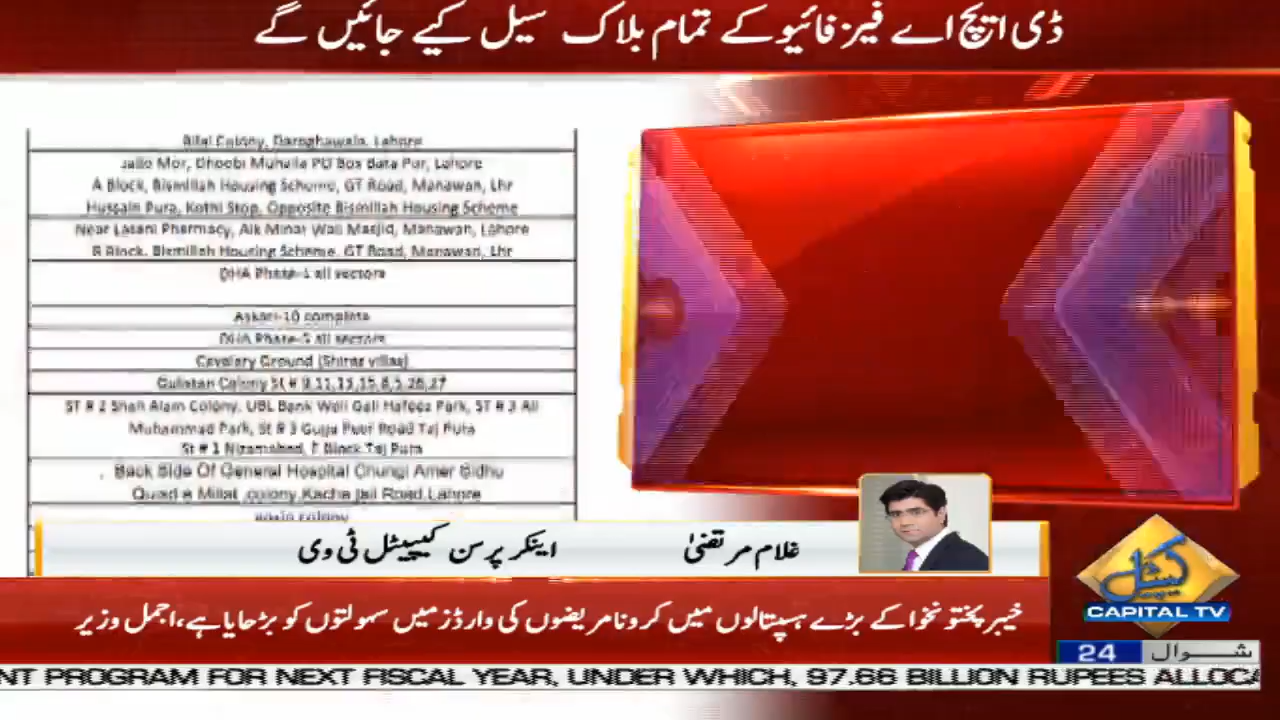 ڈی ایچ اے فیز فائیو کے تمام بلاک سیل کیے جائیں گے
Bilal Colony, Daroghawala, Lahore
Jallo Mor, Dhoobi Muhalla PO Box Bata Pur, Lahore
A Block, Bismillah Housing Scheme, GT Road, Manawan, Lhr
Hussain Pura, Kothi Stop, Opposite Bismillah Housing Scheme
Near Lasani Pharmacy, Aik Minar Wali Masjid, Manawan, Lahore
B Block, Bismillah Housing Scheme, GT Road, Manawan, Lhr
DHA Phase-1 all sectors
Askari-10 complete
DHA Phase-5 all sectors
Cavalary Ground (Shiraz villas)
Gulistan Colony St # 9,11,13,15,8,5,26,27
ST # 2 Shah Alam Colony, UBL Bank Wali Gali Hafeez Park, ST # 3 Ali
Muhammad Park, St # 3 Gujja Peer Road Taj Pura
St # 1 Nizamabad, Block Taj Pura
Back Side Of General Hospital Chungi Amer Sidhu
Quaid e Millat colony, Kacha Jail Road, Lahore
colony
غلام مرتضیٰ
اینکر پرسن کیپیٹل ٹی وی
خیبر پختونخوا کے بڑے ہسپتالوں میں کرونا مریضوں کی وارڈز میں سہولتوں کو بڑھایا ہے، اجمل وزیر
کیپیٹل
CAPITAL TV
24 شوال
NT PROGRAM FOR NEXT FISCAL YEAR, UNDER WHICH, 97.66 BILLION RUPEES ALLOCA